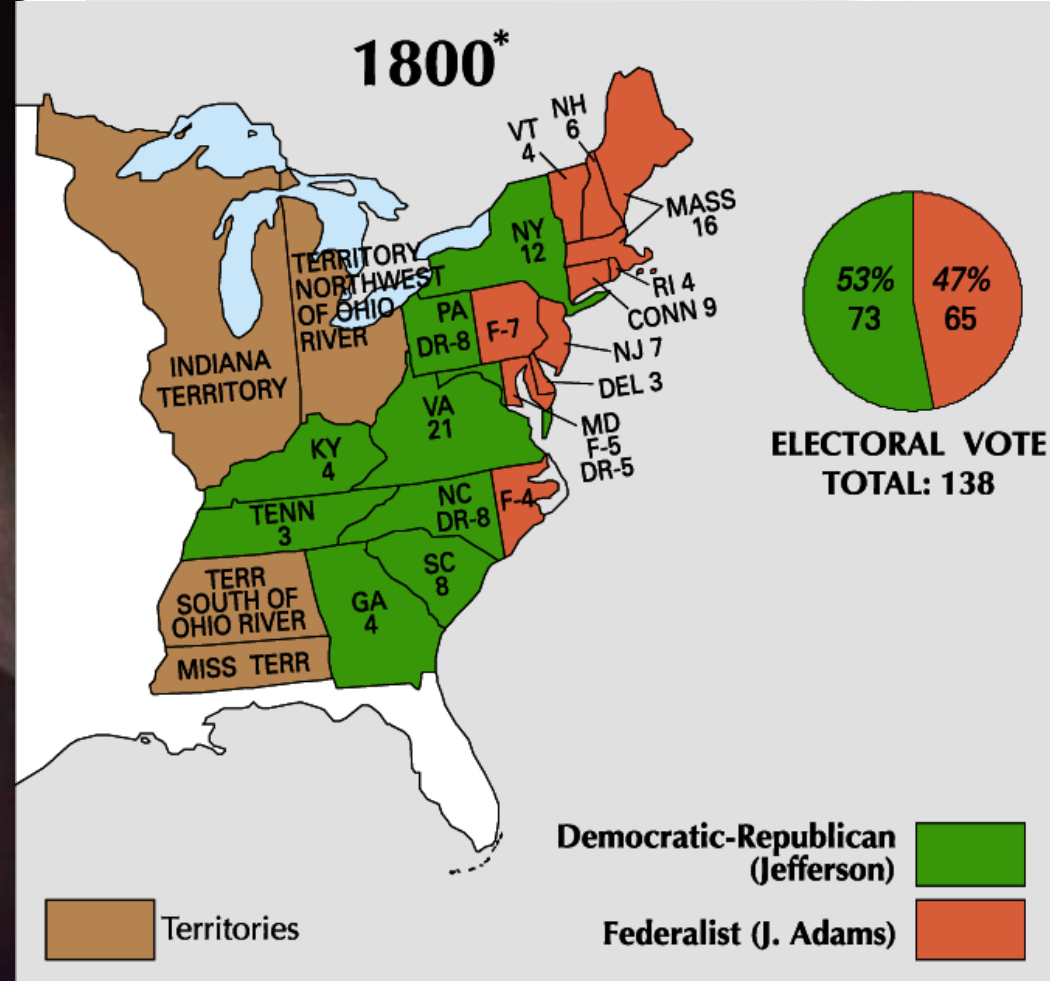 1800*
NH
6
VT
4
MASS
16
NY
12
RI 4
CONN 9
TERRITORY
NORTHWEST
OF OHIO
RIVER
PA
DR-8
F-7
NJ 7
DEL 3
MD
F-5
DR-5
INDIANA
TERRITORY
VA
21
KY
4
TENN
3
NC
DR-8
F-4
SC
8
GA
4
TERR
SOUTH OF
OHIO RIVER
MISS TERR
53%
73
47%
65
ELECTORAL VOTE
TOTAL: 138
Democratic-Republican
(Jefferson)
Territories
Federalist (J. Adams)